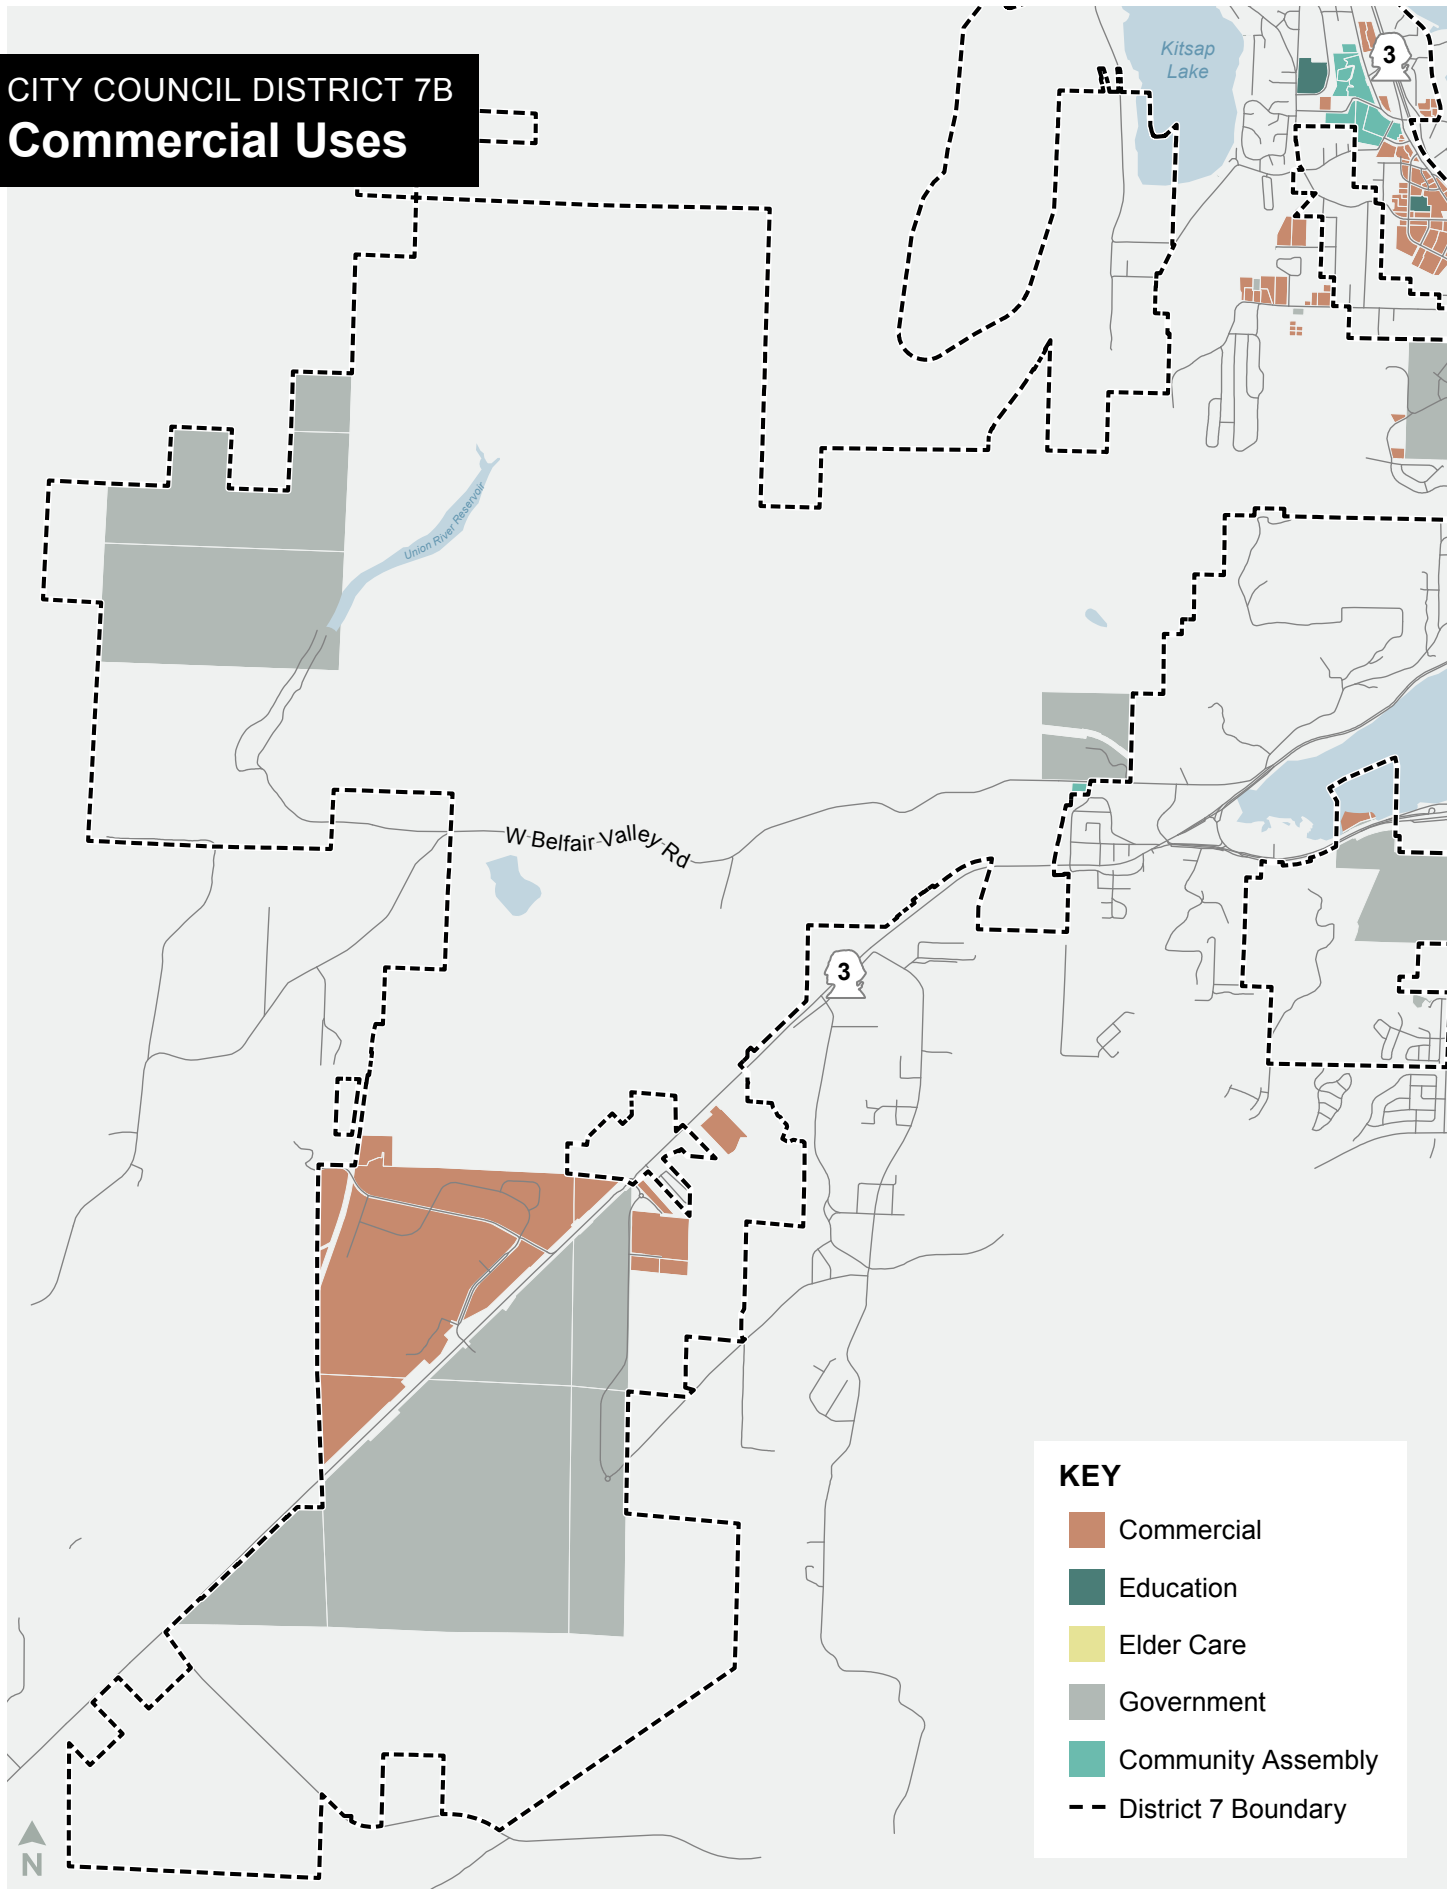 CITY COUNCIL DISTRICT 7B
Commercial Uses
Kitsap
Lake
3
Union River Reservoir
W Belfair Valley Rd
3
KEY
Commercial
Education
Elder Care
Government
Community Assembly
District 7 Boundary
N